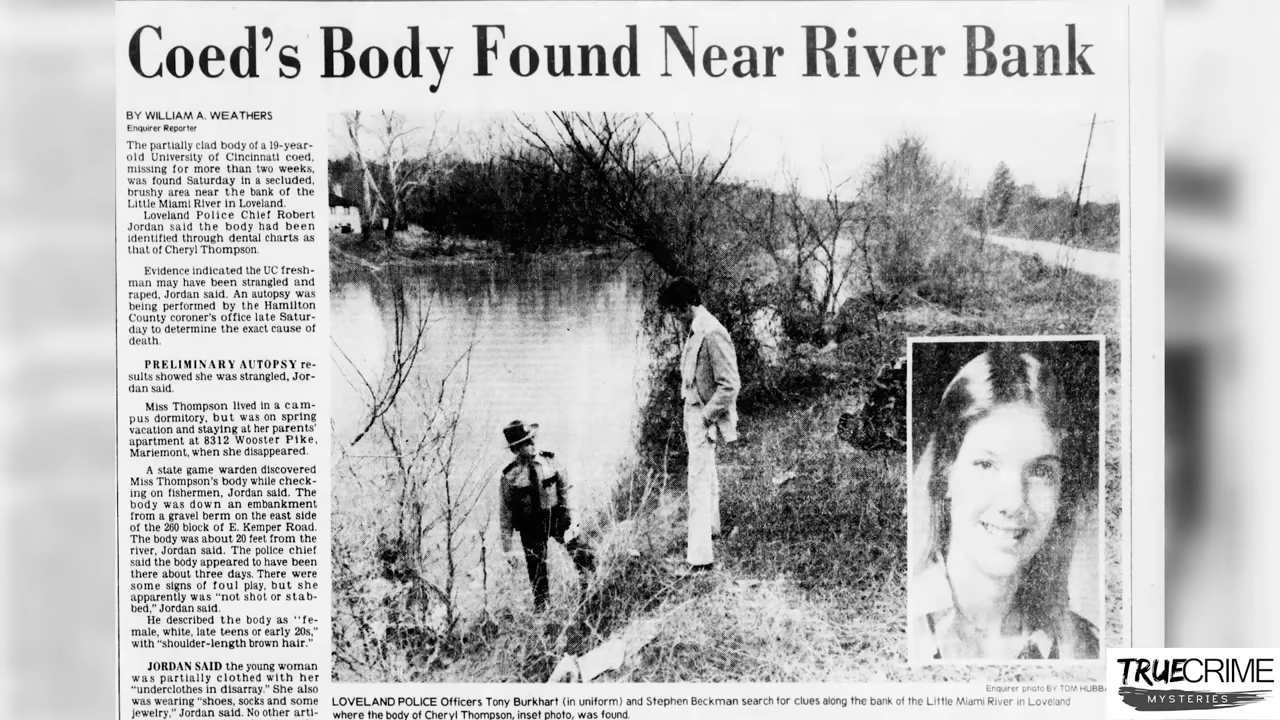 Coed's Body Found Near River Bank
BY WILLIAM A. WEATHERS
Enquirer Reporter
The partially clad body of a 19-year-
old University of Cincinnati coed,
missing for more than two weeks,
was found Saturday in a secluded,
brushy area near the bank of the
Little Miami River in Loveland.
Loveland Police Chief Robert
Jordan said the body had been
identified through dental charts as
that of Cheryl Thompson.
Evidence indicated the UC fresh-
man may have been strangled and
raped, Jordan said. An autopsy was
being performed by the Hamilton
County coroner's office late Satur-
day to determine the exact cause of
death.
PRELIMINARY AUTOPSY re-
sults showed she was strangled, Jor-
dan said.
Miss Thompson lived in a cam-
pus dormitory, but was on spring
vacation and staying at her parents'
apartment at 8312 Wooster Pike,
Mariemont, when she disappeared.
A state game warden discovered
Miss Thompson's body while check-
ing on fishermen, Jordan said. The
body was down an embankment
from a gravel berm on the east side
of the 260 block of E. Kemper Road.
The body was about 20 feet from the
river, Jordan said. The police chief
said the body appeared to have been
there about three days. There were
some signs of foul play, but she
apparently was "not shot or stab-
bed," Jordan said.
He described the body as "fe-
male, white, late teens or early 20s,"
with "shoulder-length brown hair."
JORDAN SAID the young woman
was partially clothed with her
"underclothes in disarray." She also
was wearing "shoes, socks and some
jewelry," Jordan said. No other arti-
Enquirer photo BY TOM HUBBA
LOVELAND POLICE Officers Tony Burkhart (in uniform) and Stephen Beckman search for clues along the bank of the Little Miami River in Loveland
where the body of Cheryl Thompson, inset photo, was found.
TRUECRIME
MYSTERIES